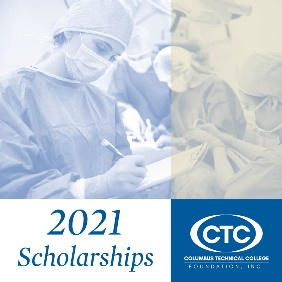 2021
Scholarships
CTC
COLUMBUS TECHNICAL COLLEGE
FOUNDATION, INC.